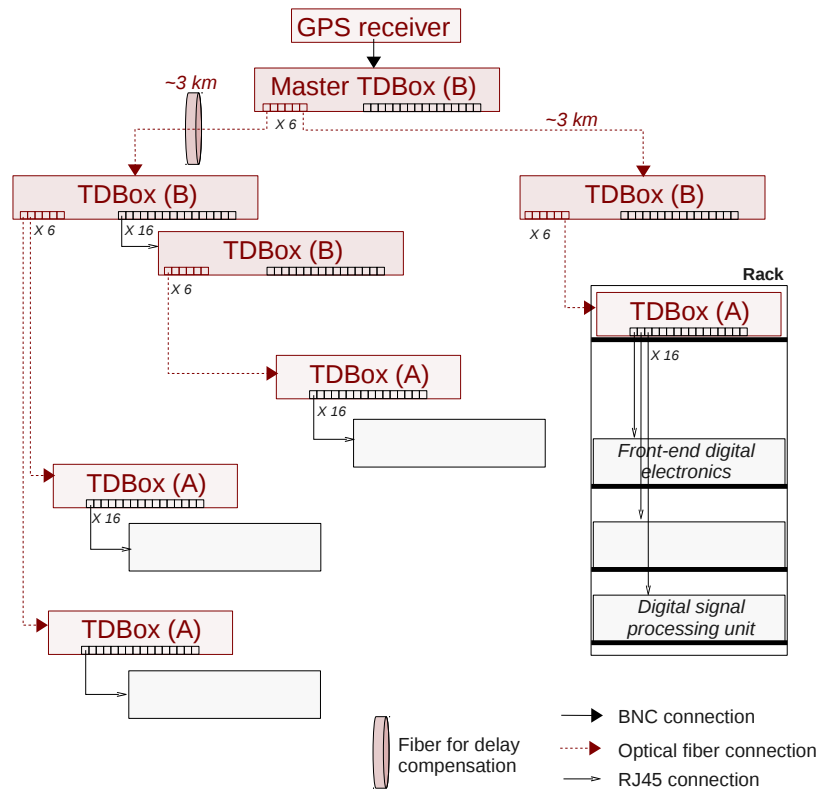 GPS receiver
~3 km
Master TDBox (B)
X 6
~3 km
TDBox (B)
X 6
X 16
TDBox (B)
X 6
TDBox (B)
X 6
Rack
TDBox (A)
X 16
TDBox (A)
X 16
Front-end digital
electronics
TDBox (A)
X 16
TDBox (A)
Digital signal
processing unit
Fiber for delay
compensation
BNC connection
Optical fiber connection
RJ45 connection